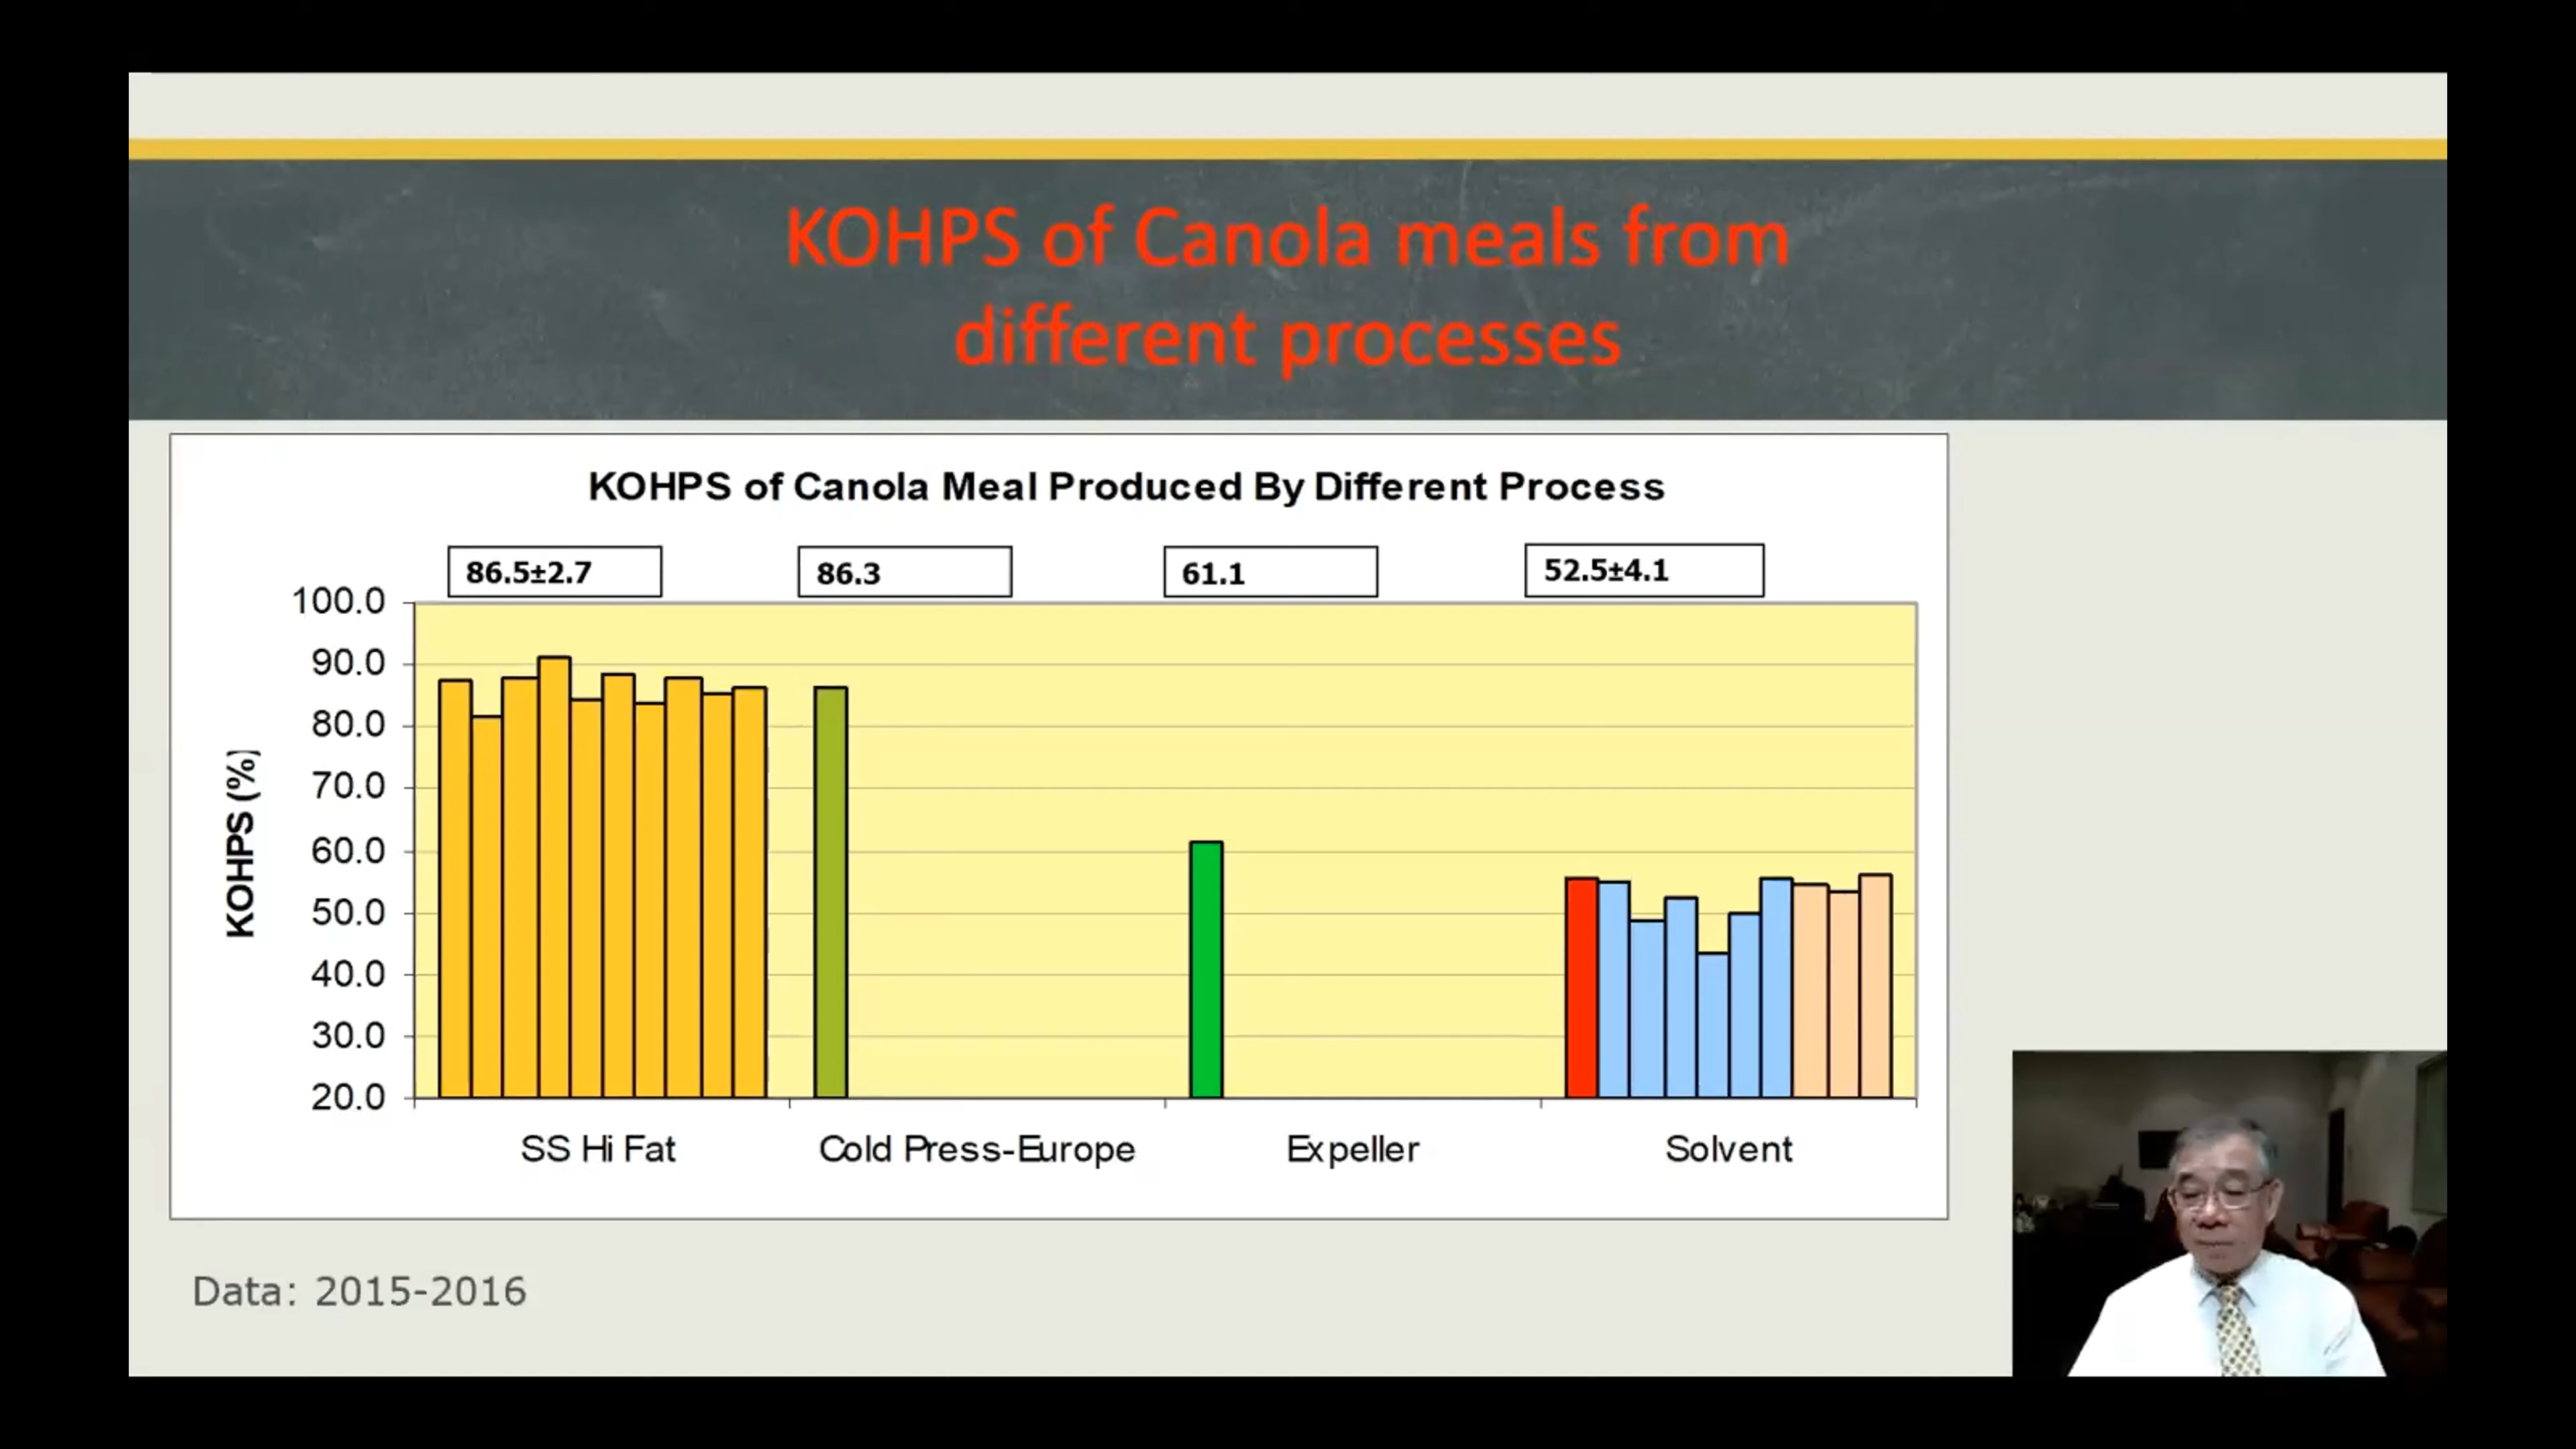 KOHPS of Canola meals from
different processes
KOHPS of Canola Meal Produced By Different Process
86.5±2.7
86.3
61.1
52.5±4.1
100.0
90.0
80.0
70.0
60.0
50.0
40.0
30.0
20.0
KOHPS (%)
SS Hi Fat
Cold Press-Europe
Expeller
Solvent
Data: 2015-2016